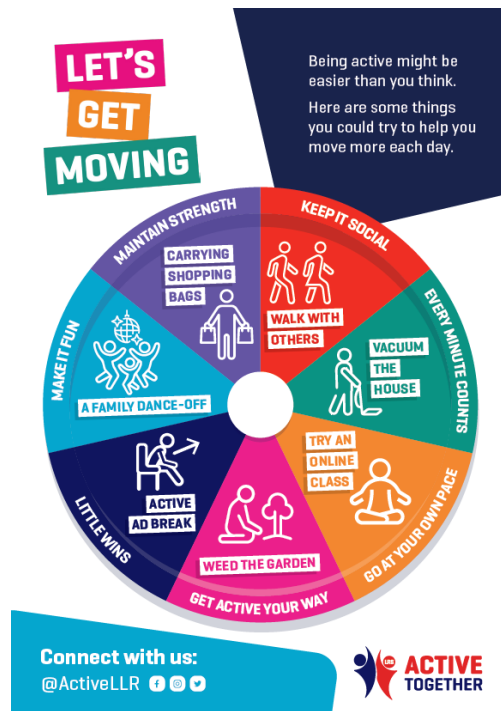 LET'S
GET
MOVING
Being active might be
easier than you think.
Here are some things
you could try to help you
move more each day.
MAINTAIN STRENGTH
CARRYING
SHOPPING
BAGS
KEEP IT SOCIAL
WALK WITH
OTHERS
EVERY MINUTE COUNTS
VACUUM
THE
HOUSE
GO AT YOUR OWN PACE
TRY AN
ONLINE
CLASS
GET ACTIVE YOUR WAY
WEED THE GARDEN
LITTLE WINS
ACTIVE
AD BREAK
MAKE IT FUN
A FAMILY DANCE-OFF
Connect with us:
@ActiveLLR
LRR
ACTIVE
TOGETHER